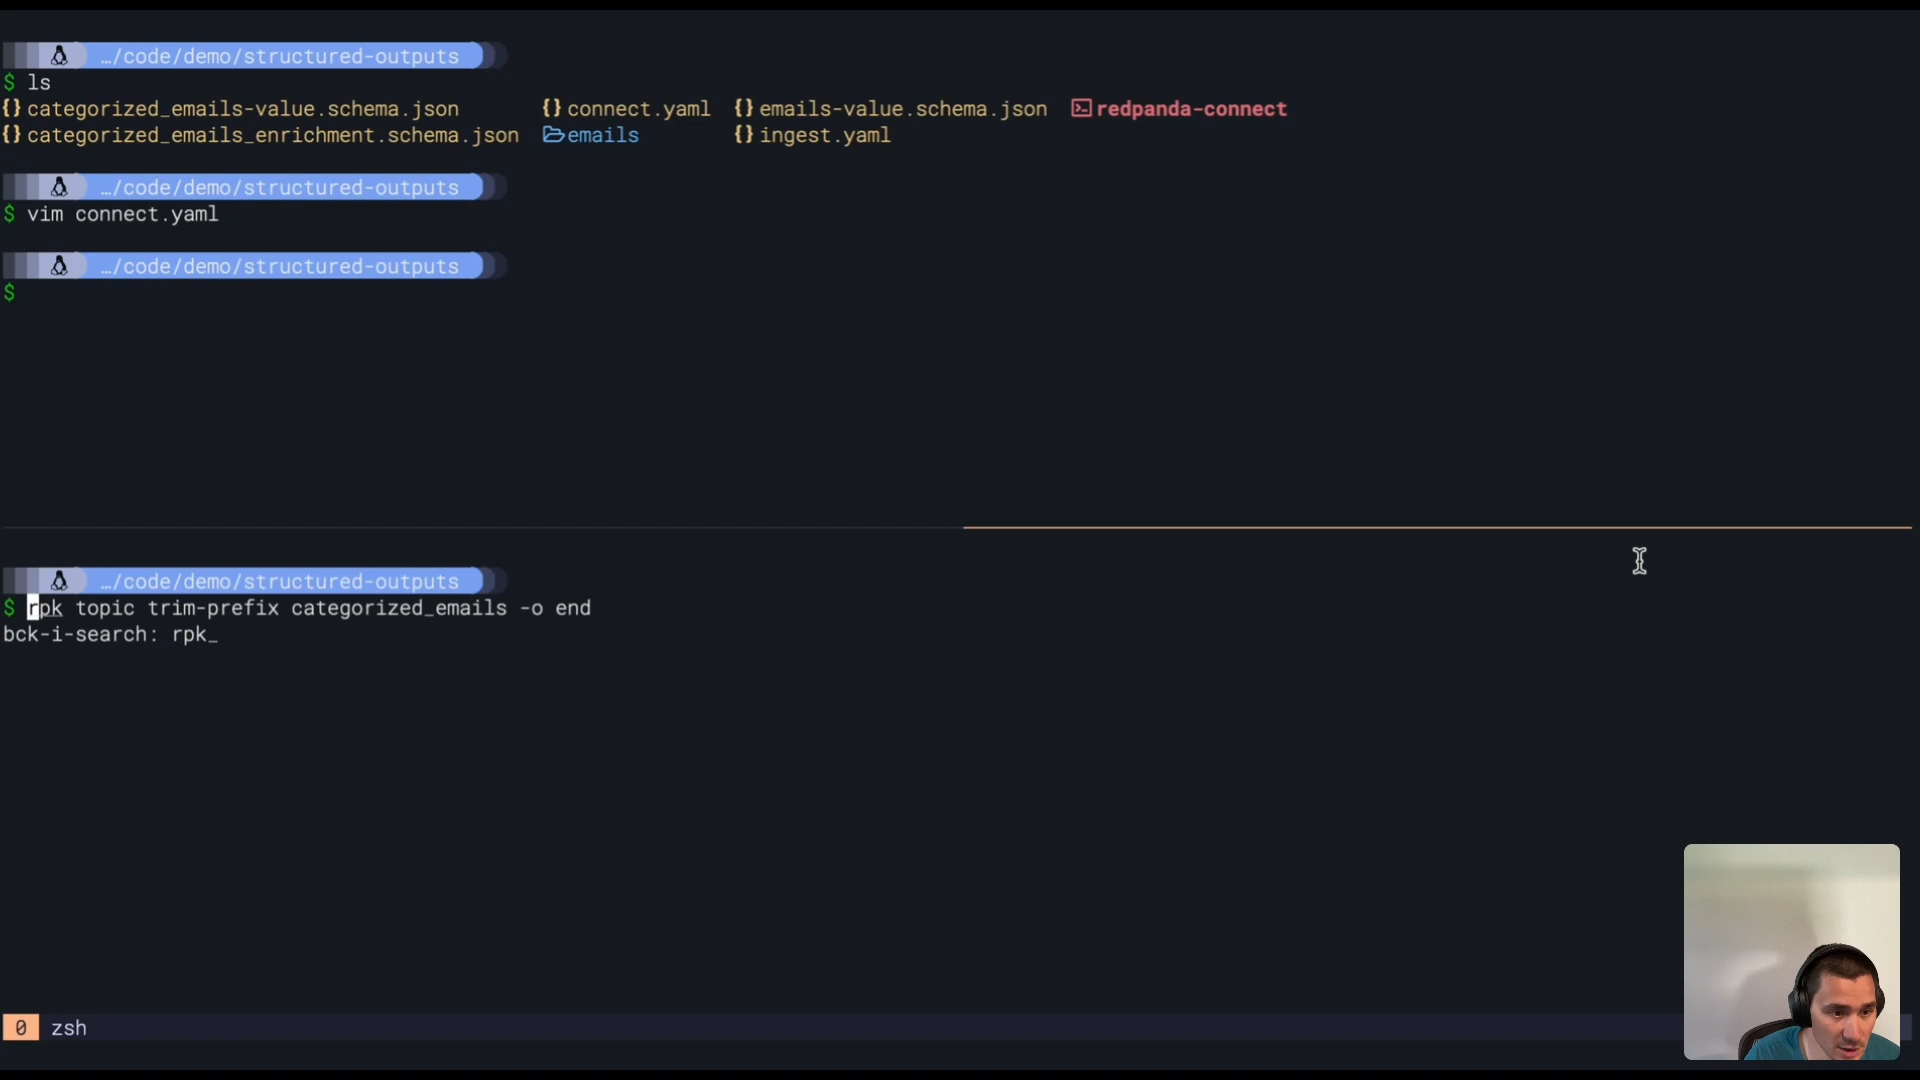 …/code/demo/structured-outputs
$ ls
{} categorized_emails-value.schema.json {} connect.yaml {} emails-value.schema.json redpanda-connect
{} categorized_emails_enrichment.schema.json emails {} ingest.yaml
…/code/demo/structured-outputs
$ vim connect.yaml
…/code/demo/structured-outputs
$
…/code/demo/structured-outputs
$ rpk topic trim-prefix categorized_emails -o end
bck-i-search: rpk_
0 zsh